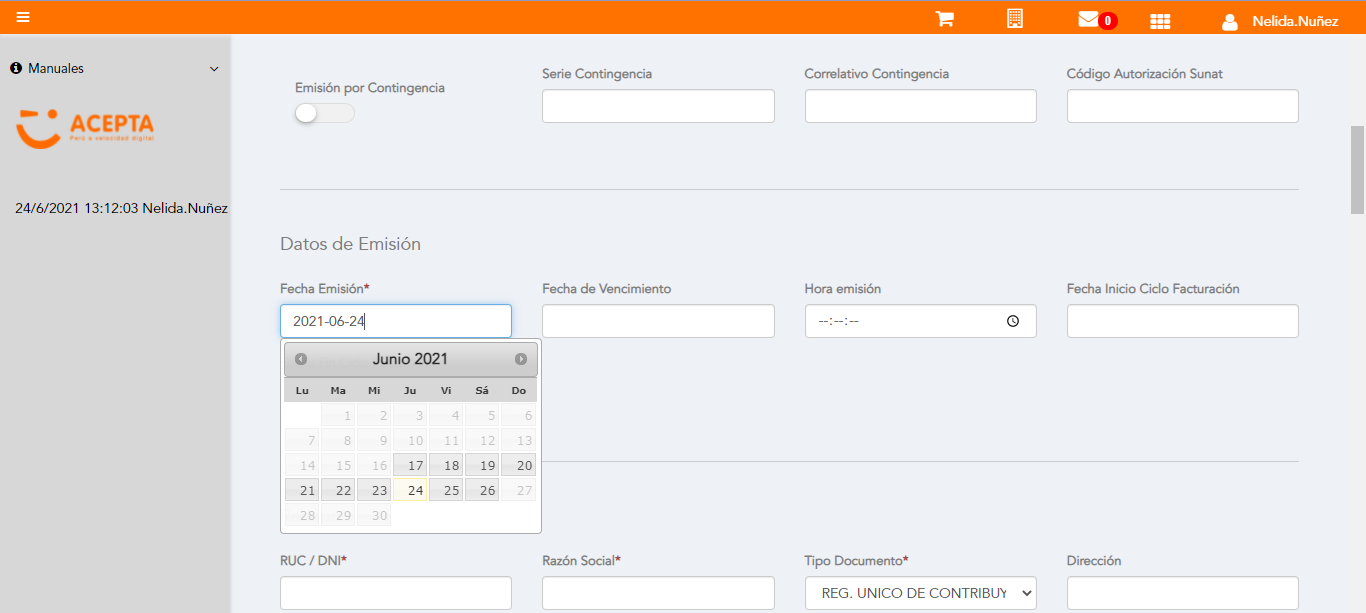 0
Nelida.Nuñez
Manuales
ACEPTA
Perú a velocidad digital
24/6/2021 13:12:03 Nelida.Nuñez
Emisión por Contingencia
Serie Contingencia
Correlativo Contingencia
Código Autorización Sunat
Datos de Emisión
Fecha Emisión*
Fecha de Vencimiento
Hora emisión
Fecha Inicio Ciclo Facturación
2021-06-24
--:--:--
Junio 2021
Lu Ma Mi Ju Vi Sá Do
1 2 3 4 5 6
7 8 9 10 11 12 13
14 15 16 17 18 19 20
21 22 23 24 25 26 27
28 29 30
RUC / DNI*
Razón Social*
Tipo Documento*
Dirección
REG. UNICO DE CONTRIBUY